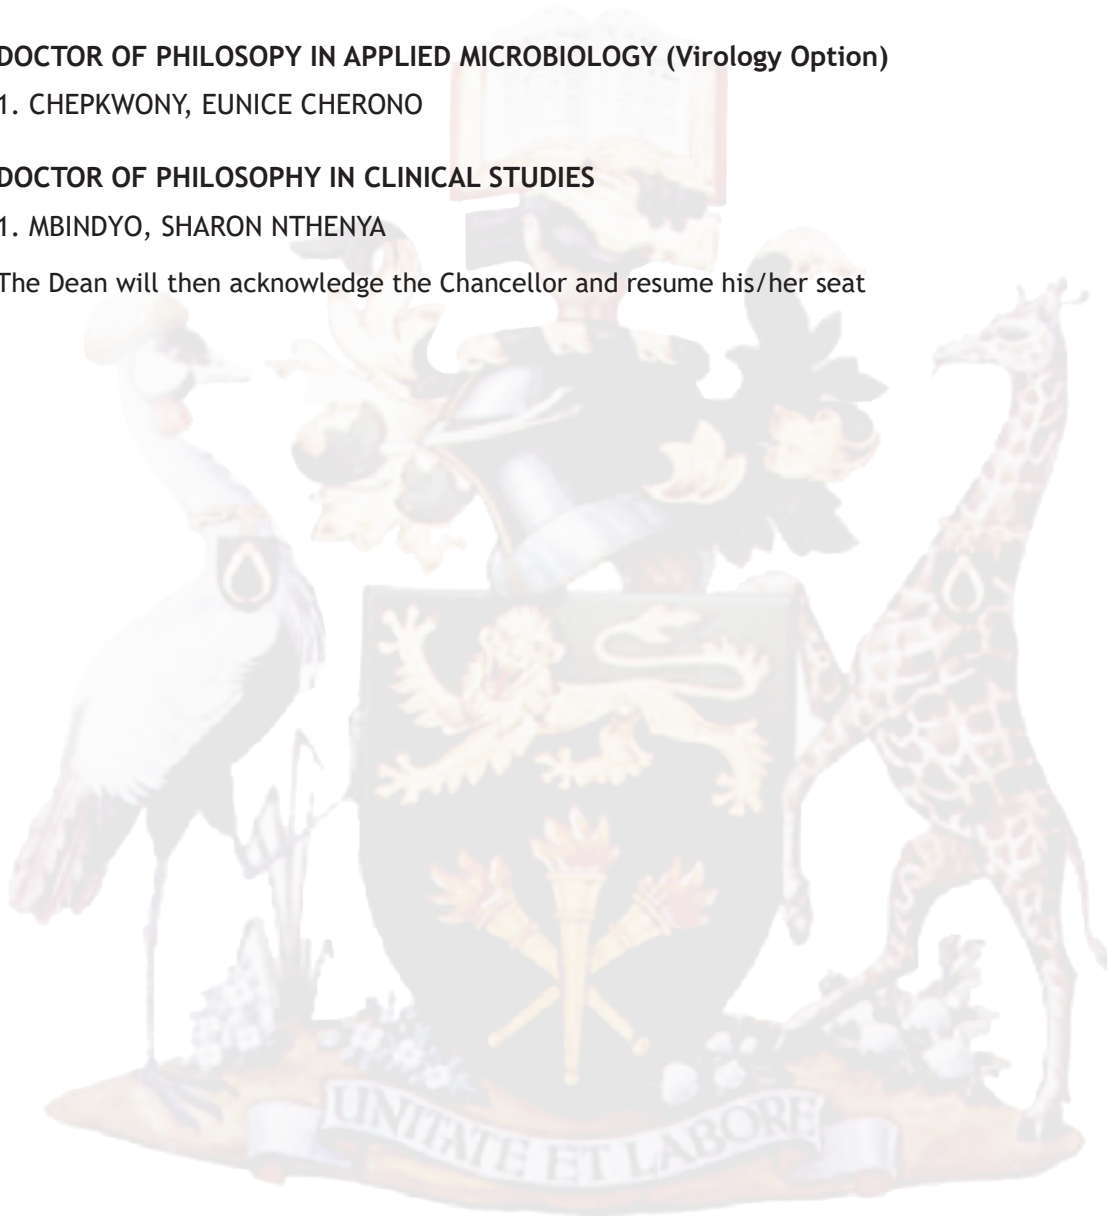 DOCTOR OF PHILOSOPY IN APPLIED MICROBIOLOGY (Virology Option)
1. CHEPKWONY, EUNICE CHERONO
DOCTOR OF PHILOSOPHY IN CLINICAL STUDIES
1. MBINDYO, SHARON NTHENYA
The Dean will then acknowledge the Chancellor and resume his/her seat
UNITATE ET LABORE